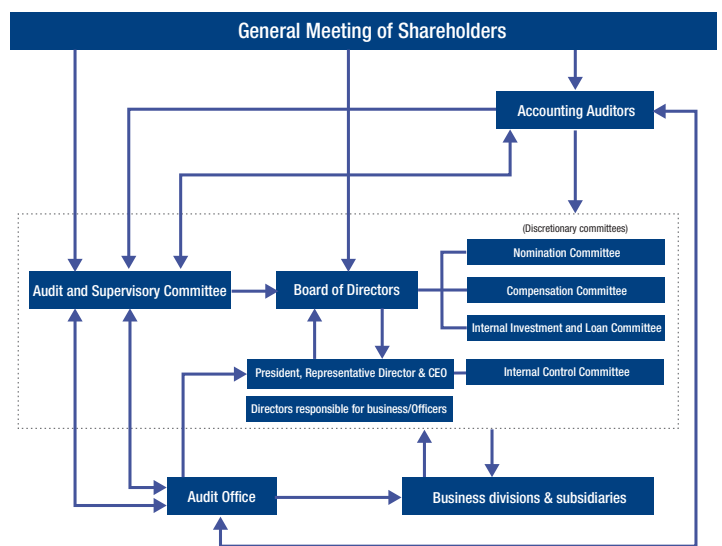 General Meeting of Shareholders
Accounting Auditors
(Discretionary committees)
Nomination Committee
Audit and Supervisory Committee
Board of Directors
Compensation Committee
Internal Investment and Loan Committee
President, Representative Director & CEO
Internal Control Committee
Directors responsible for business/Officers
Audit Office
Business divisions & subsidiaries